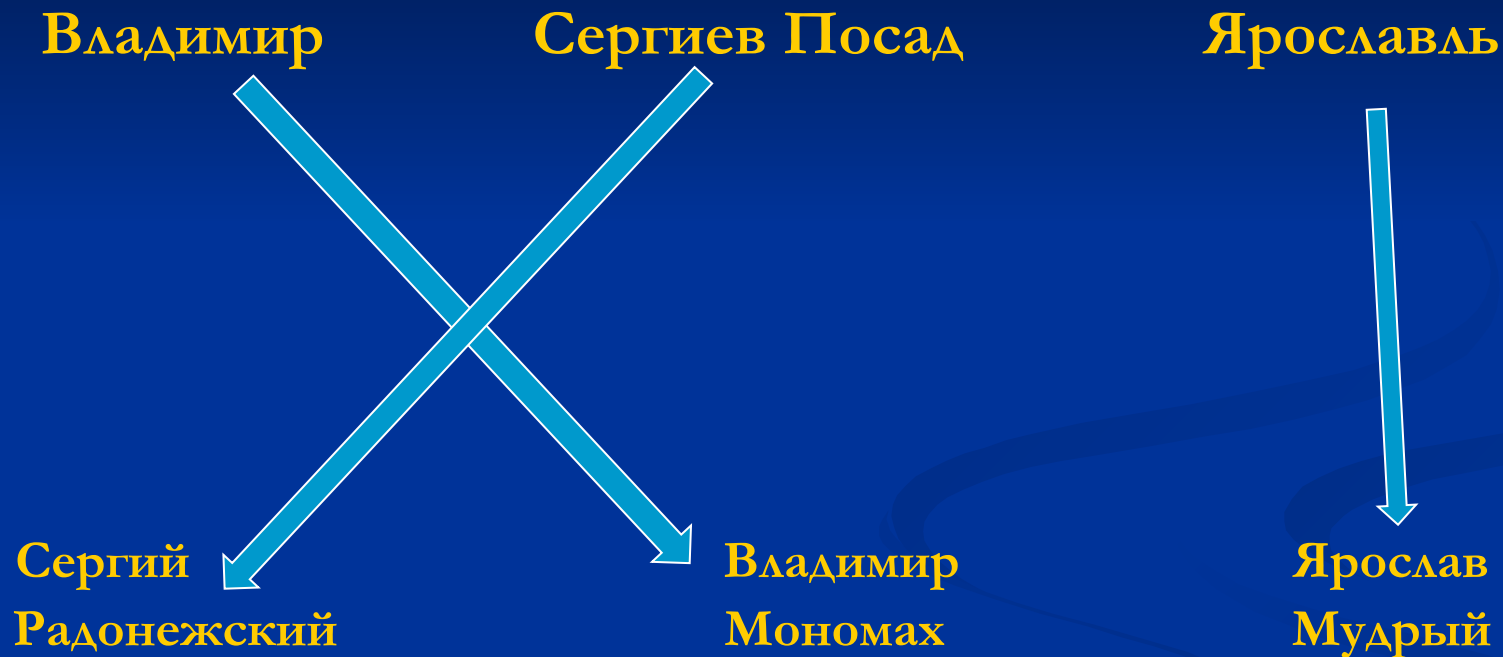 Владимир
Сергиев Посад
Ярославль
Сергий
Радонежский
Владимир
Мономах
Ярослав
Мудрый